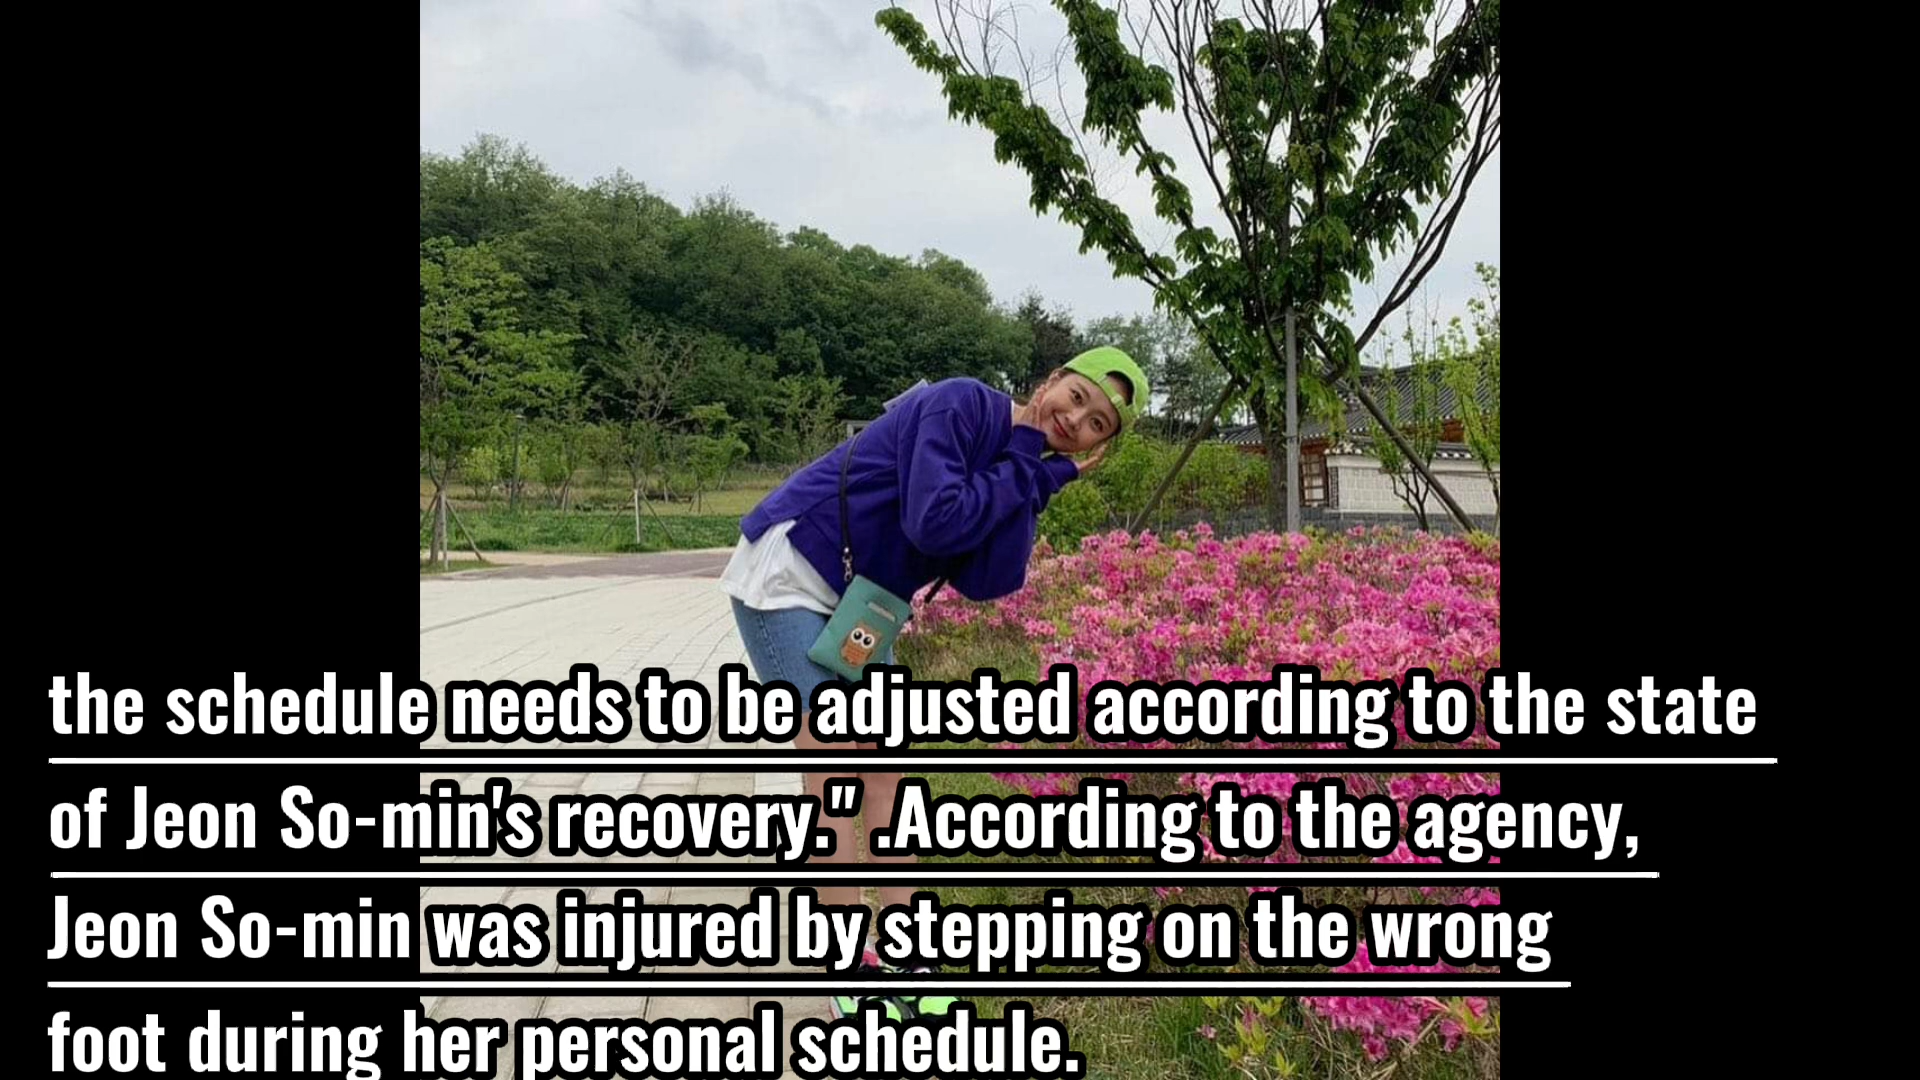 the schedule needs to be adjusted according to the state
of Jeon So-min's recovery." .According to the agency,
Jeon So-min was injured by stepping on the wrong
foot during her personal schedule.